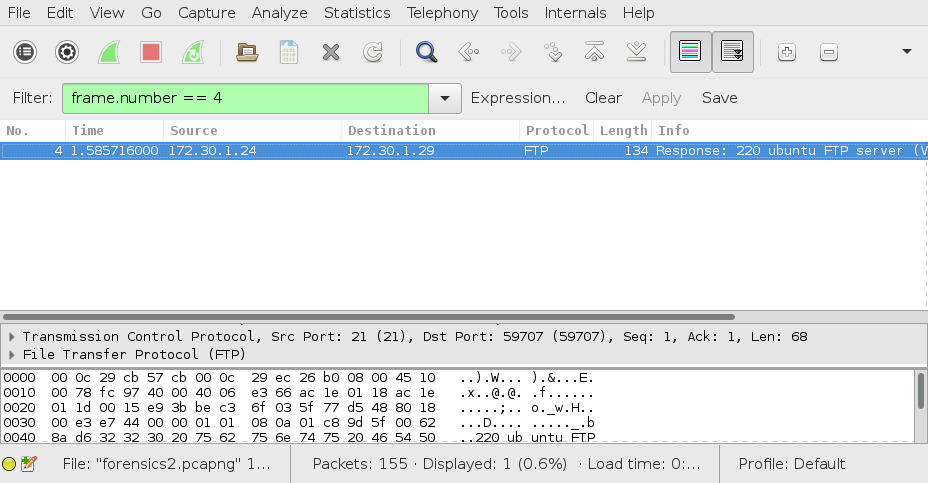 File Edit View Go Capture Analyze Statistics Telephony Tools Internals Help
Filter: frame.number == 4 Expression... Clear Apply Save
No. Time Source Destination Protocol Length Info
4 1.585716000 172.30.1.24 172.30.1.29 FTP 134 Response: 220 ubuntu FTP server (V
Transmission Control Protocol, Src Port: 21 (21), Dst Port: 59707 (59707), Seq: 1, Ack: 1, Len: 68
File Transfer Protocol (FTP)
0000 00 0c 29 cb 57 cb 00 0c 29 ec 26 b0 08 00 45 10 ..).W... ).&...E.
0010 00 78 fc 97 40 00 40 06 e3 66 ac 1e 01 18 ac 1e .x..@.@. .f......
0020 01 1d 00 15 e9 3b be c3 6f 03 5f 77 d5 48 80 18 .....;.. o._w.H..
0030 00 e3 e7 44 00 00 01 01 08 0a 01 c8 9d 5f 00 62 ...D.... ....._.b
0040 8a d6 32 32 30 20 75 62 75 6e 74 75 20 46 54 50 ..220 ub untu FTP
File: "forensics2.pcapng" 1... Packets: 155 · Displayed: 1 (0.6%) · Load time: 0:... Profile: Default